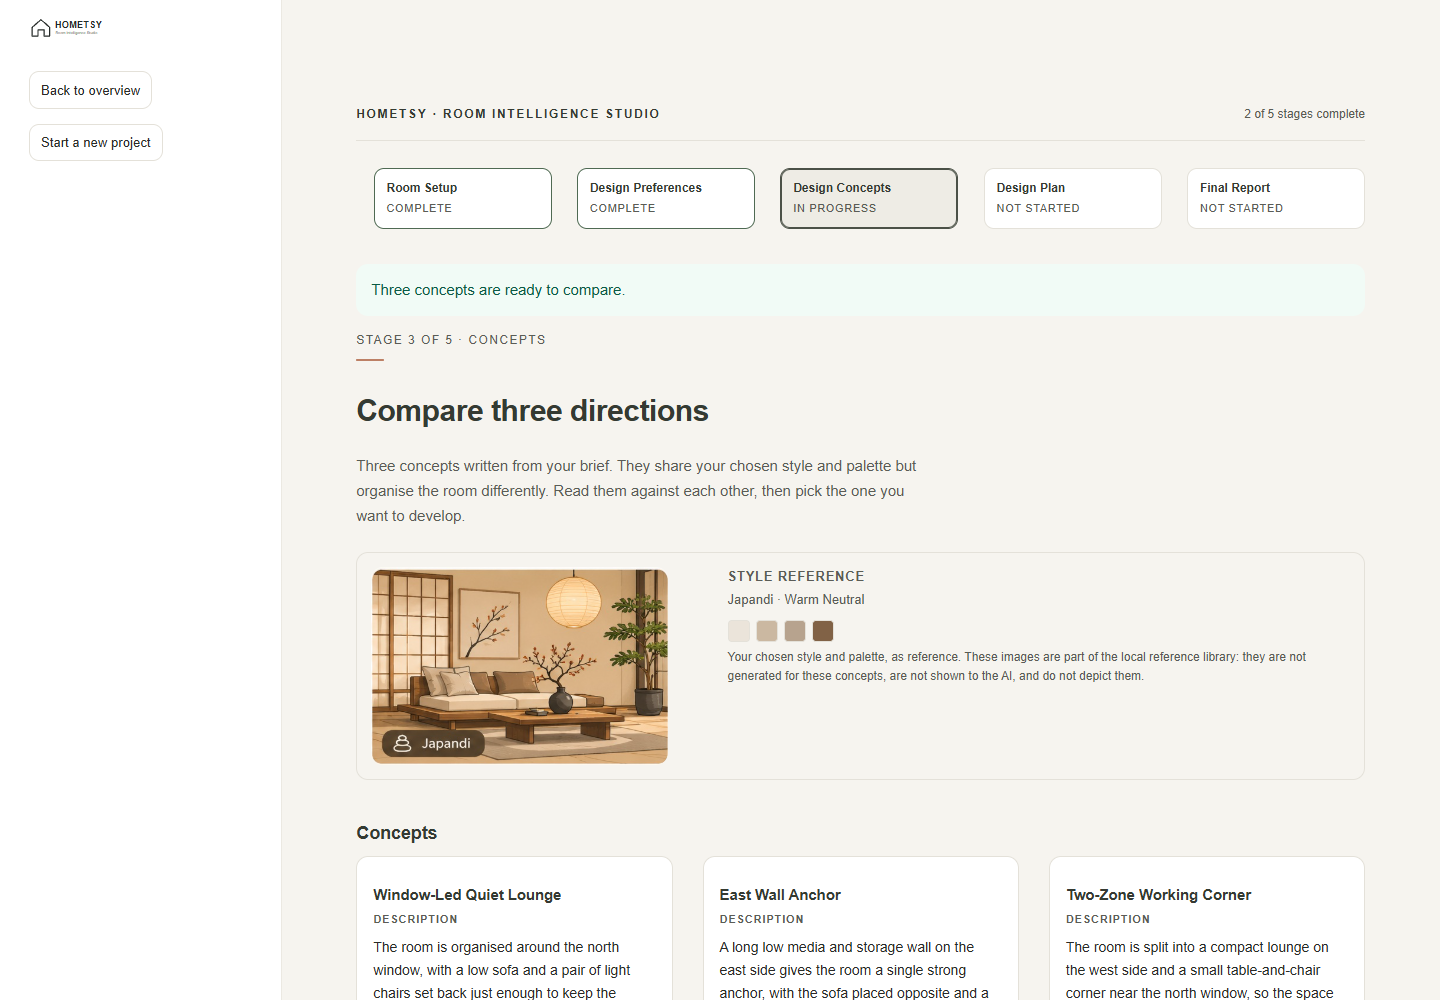 HOMETSY
Room Intelligence Studio
Back to overview
Start a new project
HOMETSY · ROOM INTELLIGENCE STUDIO
2 of 5 stages complete
Room Setup
COMPLETE
Design Preferences
COMPLETE
Design Concepts
IN PROGRESS
Design Plan
NOT STARTED
Final Report
NOT STARTED
Three concepts are ready to compare.
STAGE 3 OF 5 · CONCEPTS
Compare three directions
Three concepts written from your brief. They share your chosen style and palette but
organise the room differently. Read them against each other, then pick the one you
want to develop.
Japandi
STYLE REFERENCE
Japandi · Warm Neutral
Your chosen style and palette, as reference. These images are part of the local reference library: they are not
generated for these concepts, are not shown to the AI, and do not depict them.
Concepts
Window-Led Quiet Lounge
DESCRIPTION
The room is organised around the north
window, with a low sofa and a pair of light
chairs set back just enough to keep the
East Wall Anchor
DESCRIPTION
A long low media and storage wall on the
east side gives the room a single strong
anchor, with the sofa placed opposite and a
Two-Zone Working Corner
DESCRIPTION
The room is split into a compact lounge on
the west side and a small table-and-chair
corner near the north window, so the space